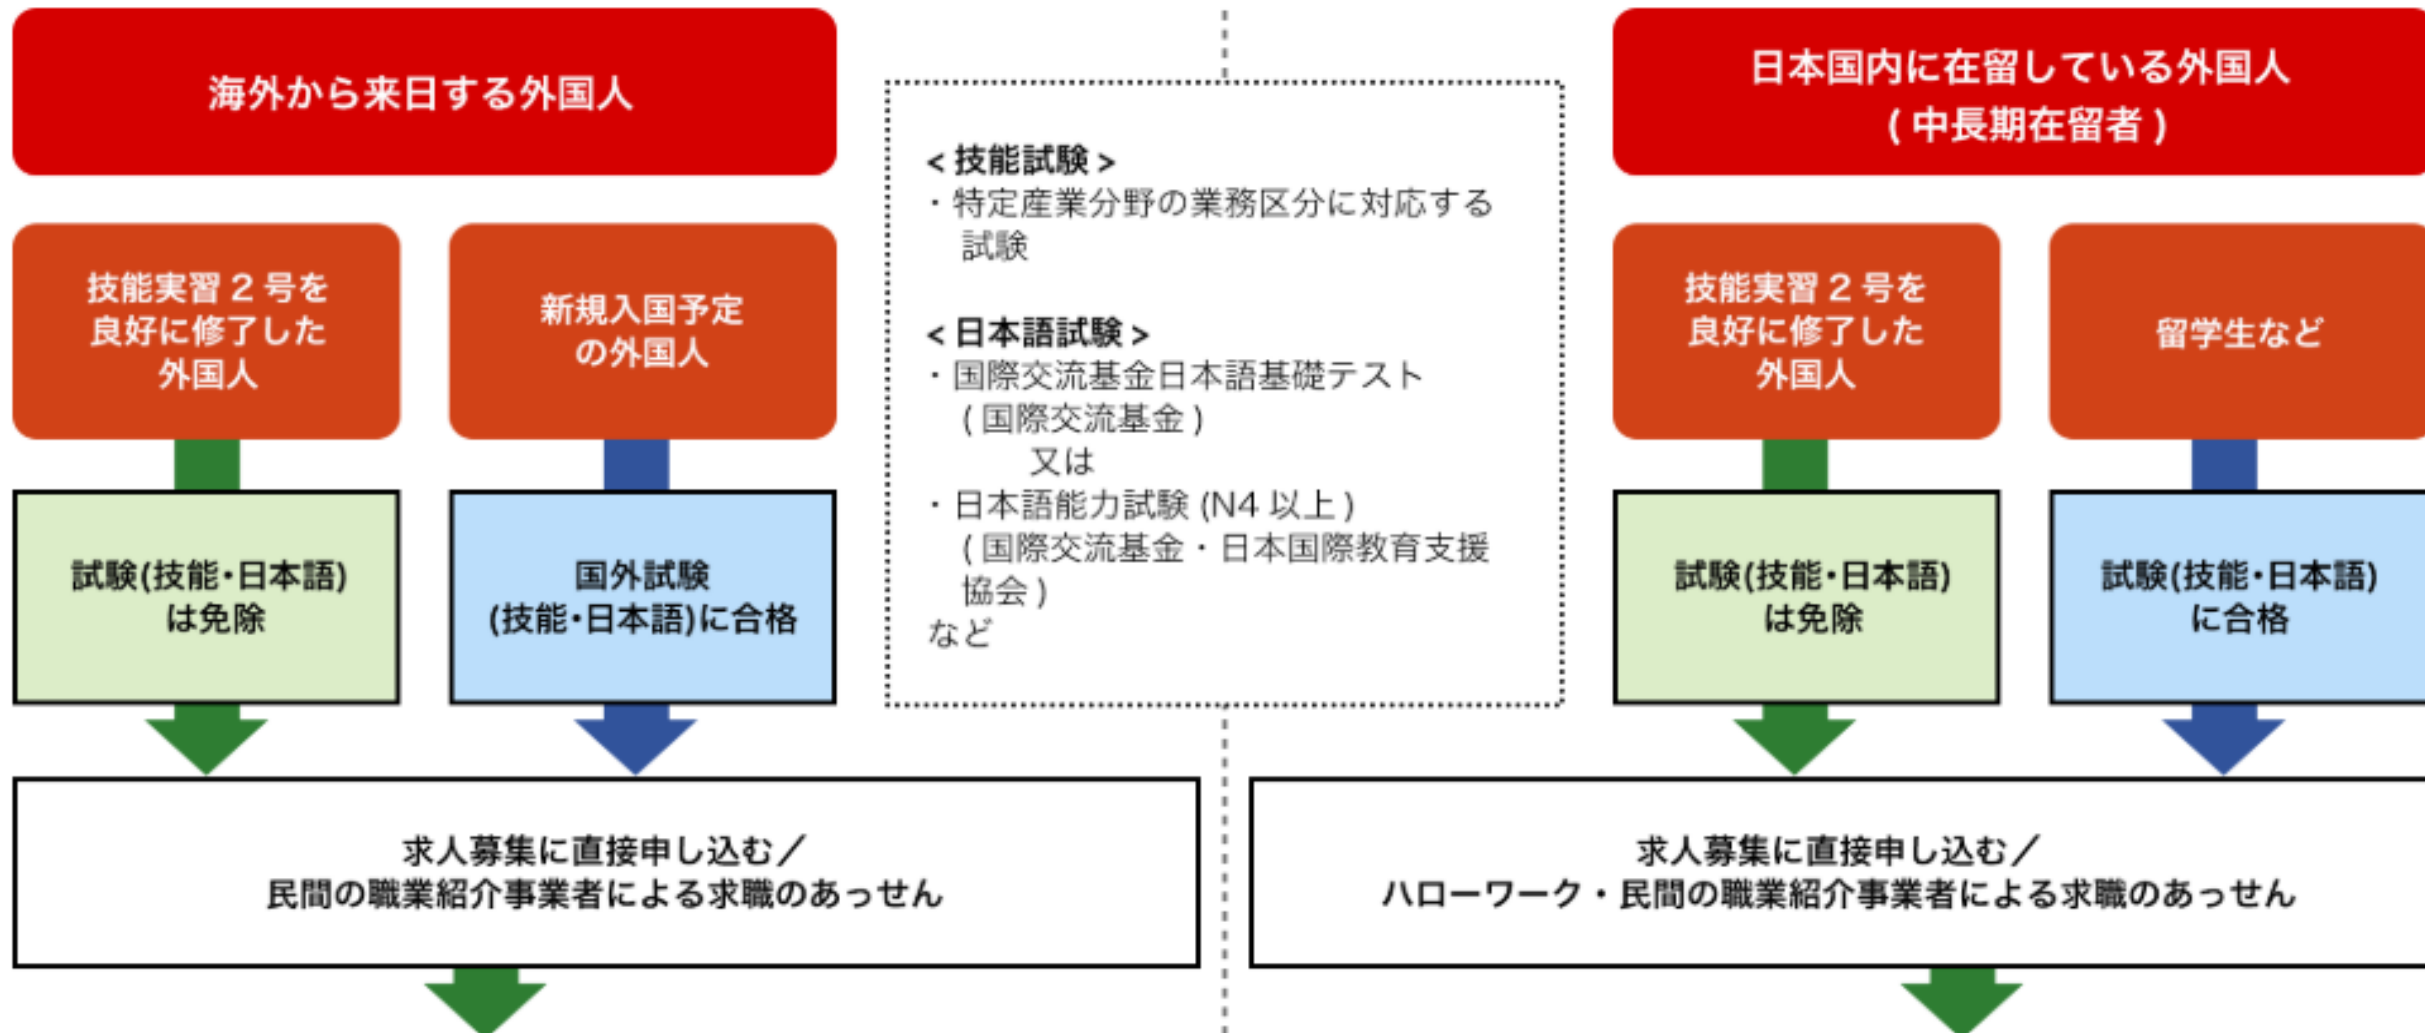 海外から来日する外国人
技能実習 2 号を
良好に修了した
外国人
新規入国予定
の外国人
試験(技能・日本語)
は免除
国外試験
(技能・日本語)に合格
求人募集に直接申し込む／
民間の職業紹介事業者による求職のあっせん
< 技能試験 >
・特定産業分野の業務区分に対応する
試験
< 日本語試験 >
・国際交流基金日本語基礎テスト
( 国際交流基金 )
又は
・日本語能力試験 (N4 以上 )
( 国際交流基金・日本国際教育支援
協会 )
など
日本国内に在留している外国人
( 中長期在留者 )
技能実習 2 号を
良好に修了した
外国人
留学生など
試験(技能・日本語)
は免除
試験(技能・日本語)
に合格
求人募集に直接申し込む／
ハローワーク・民間の職業紹介事業者による求職のあっせん